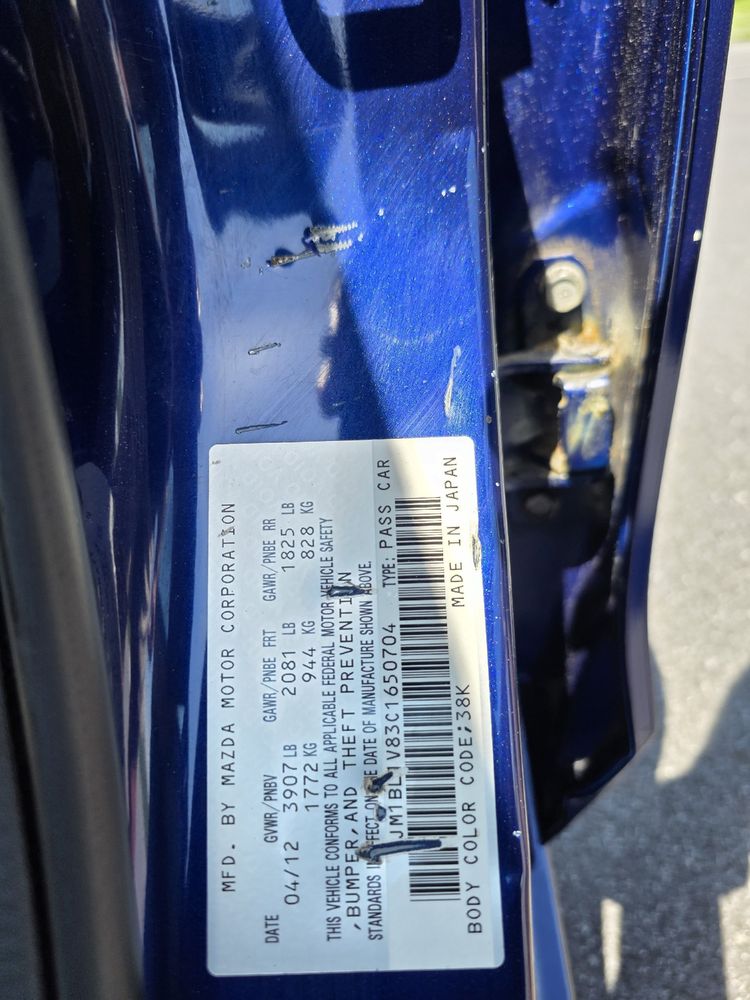 MFD. BY MAZDA MOTOR CORPORATION
DATE GVWR/PNBV GAWR/PNBE FRT GAWR/PNBE RR
04/12 3907 LB 2081 LB 1825 LB
1772 KG 944 KG 828 KG
THIS VEHICLE CONFORMS TO ALL APPLICABLE FEDERAL MOTOR VEHICLE SAFETY
,BUMPER,AND THEFT PREVENTION
STANDARDS IN EFFECT ON THE DATE OF MANUFACTURE SHOWN ABOVE.
JM1BL1V83C1650704 TYPE: PASS CAR
MADE IN JAPAN
BODY COLOR CODE;38K